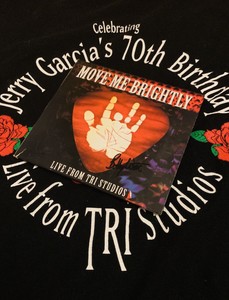 Celebrating
Jerry Garcia's 70th Birthday
MOVE ME BRIGHTLY
LIVE FROM TRI STUDIOS
Live from TRI Studios